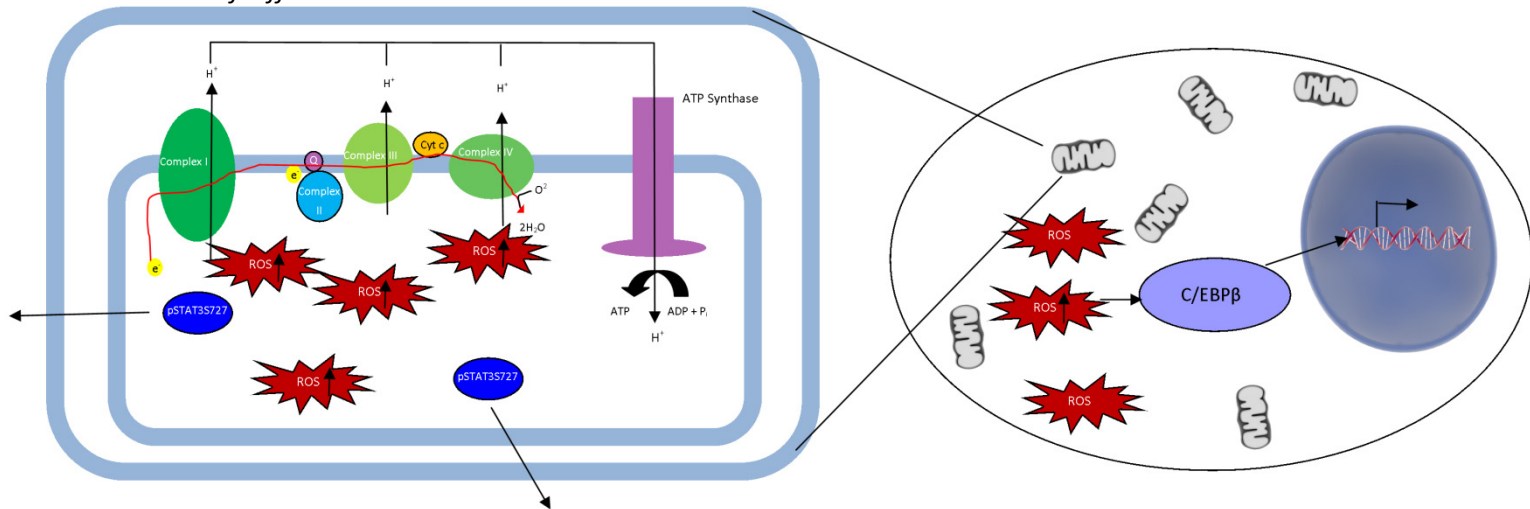 H⁺
H⁺
H⁺
ATP Synthase
Complex I
Q
Complex III
Cyt c
Complex IV
e⁻
Complex
II
O²
2H₂O
e⁻
ROS
ROS
ROS
pSTAT3S727
ATP
ADP + Pᵢ
H⁺
ROS
pSTAT3S727
ROS
ROS
C/EBPβ
ROS